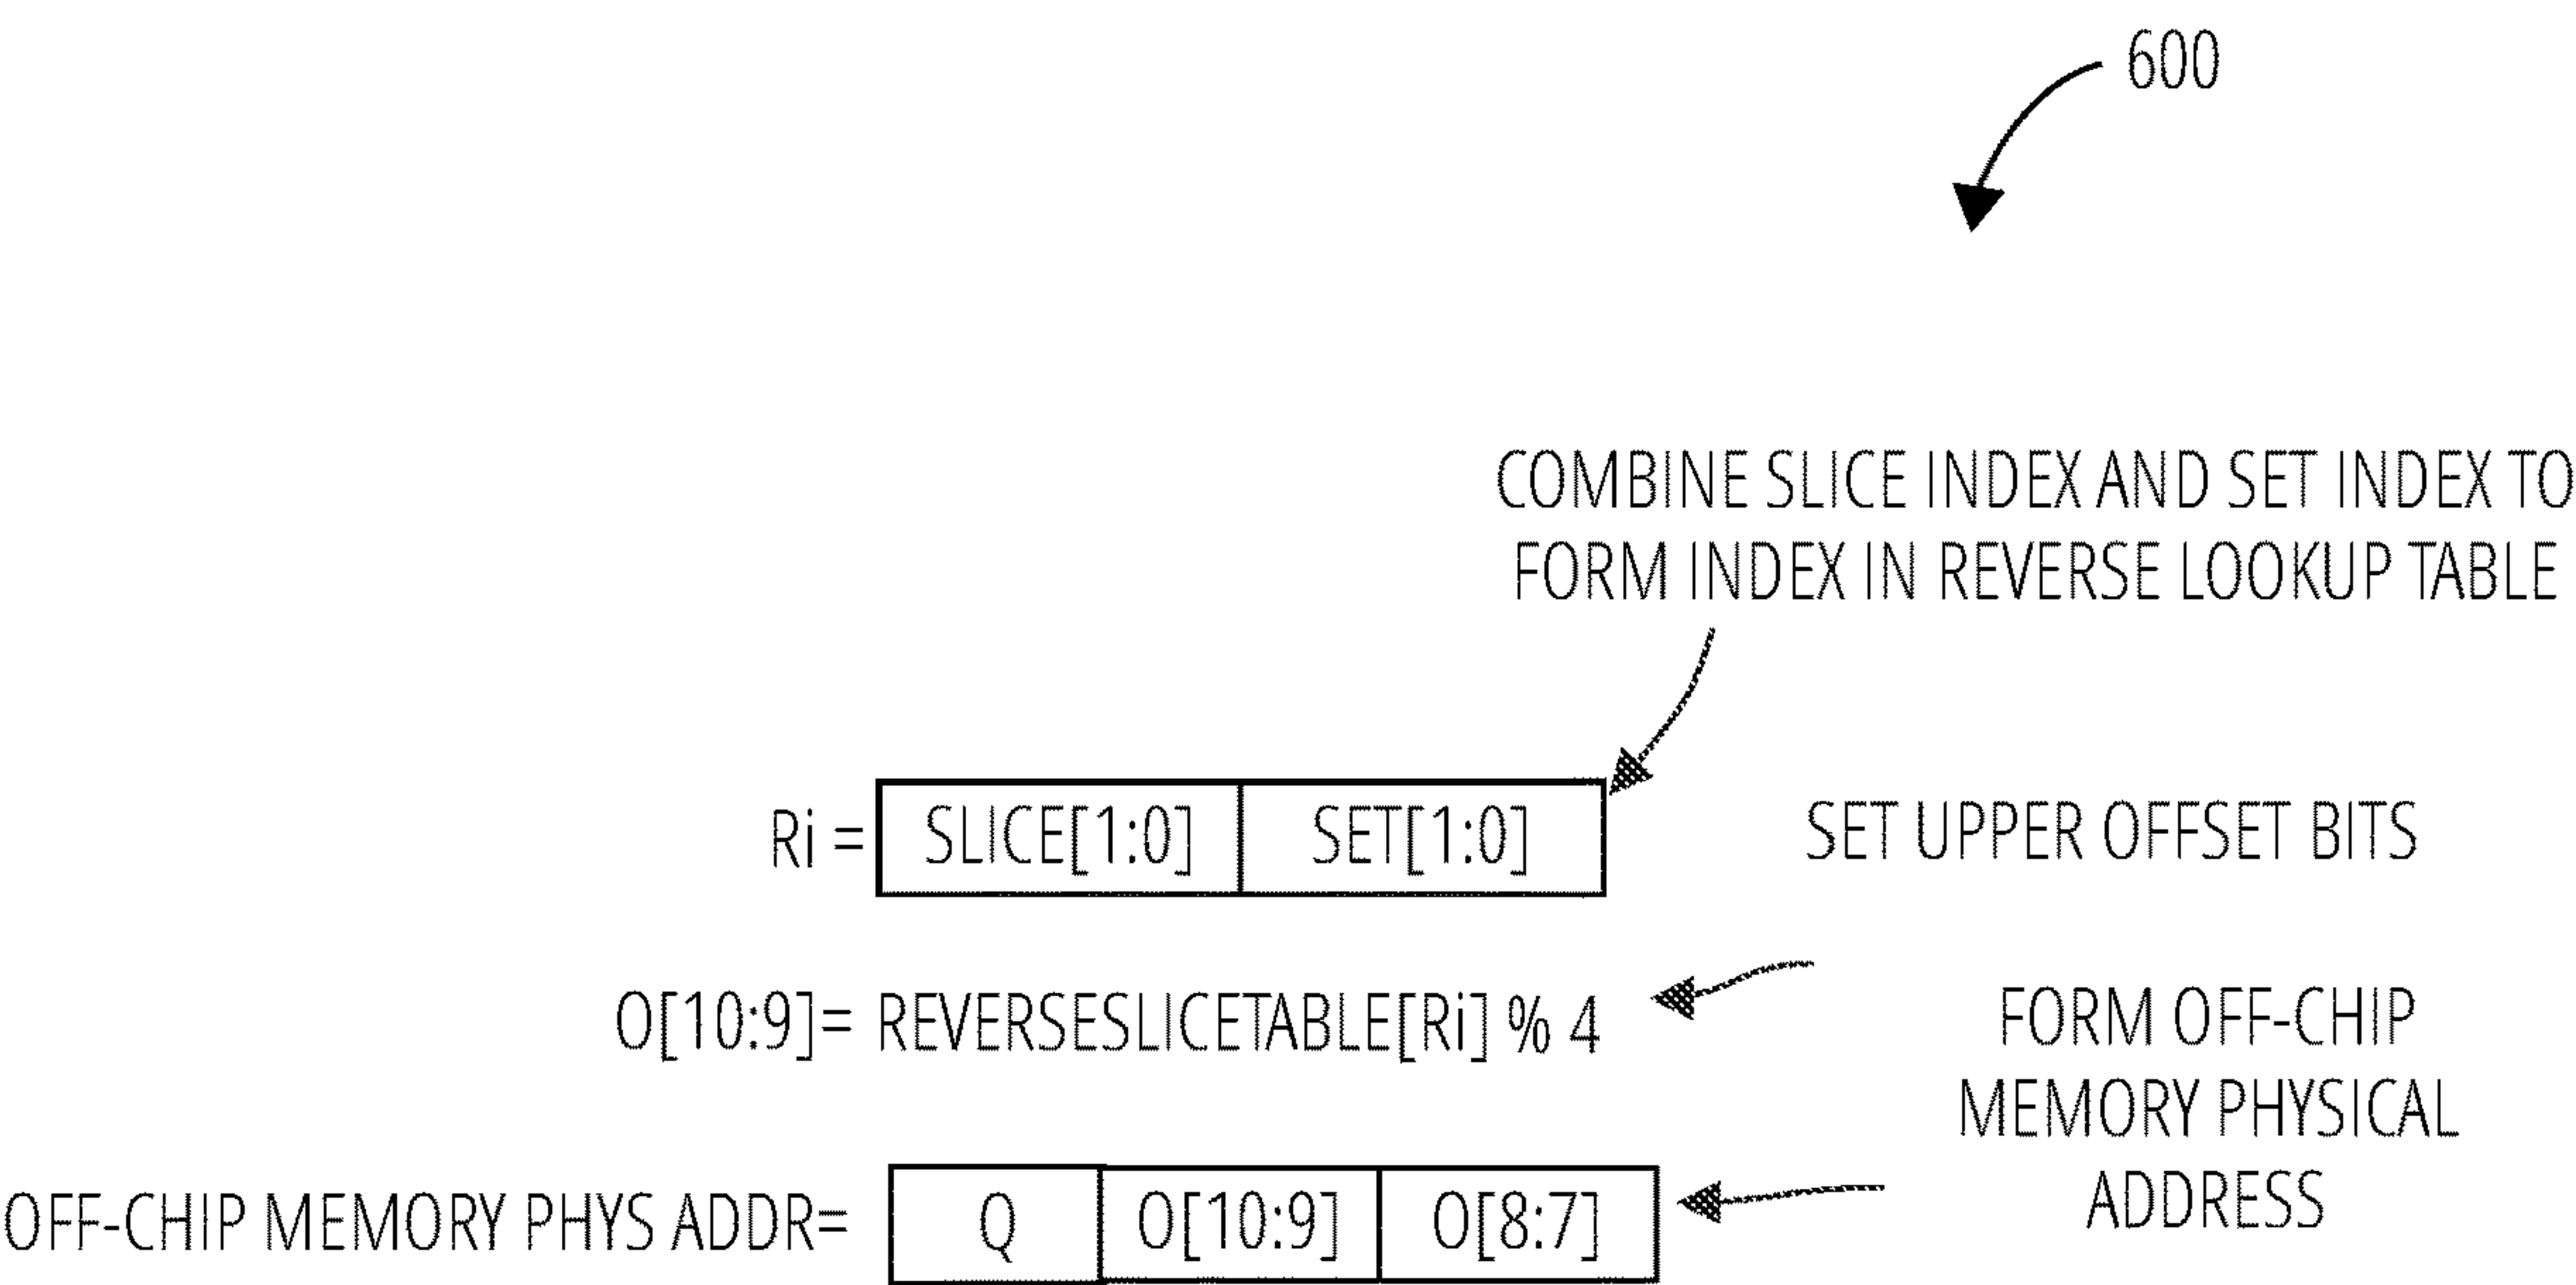 600
COMBINE SLICE INDEX AND SET INDEX TO
FORM INDEX IN REVERSE LOOKUP TABLE
Ri = SLICE[1:0] SET[1:0]
SET UPPER OFFSET BITS
O[10:9]= REVERSESLICETABLE[Ri] % 4
FORM OFF-CHIP
MEMORY PHYSICAL
ADDRESS
OFF-CHIP MEMORY PHYS ADDR= Q O[10:9] O[8:7]